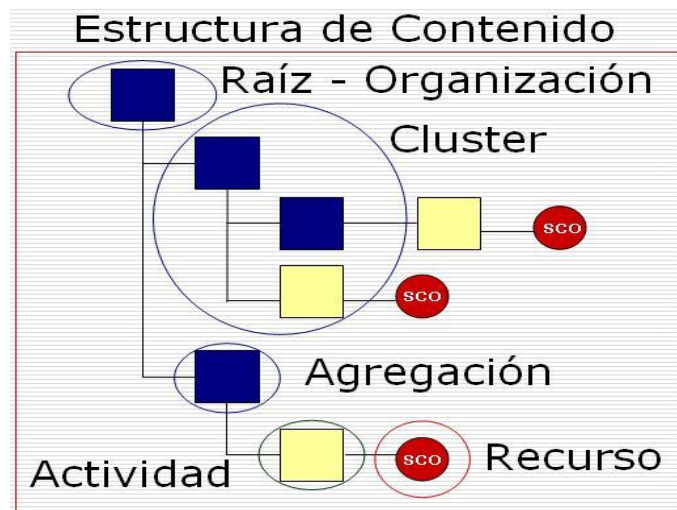 Estructura de Contenido
Raíz - Organización
Cluster
SCO
SCO
Agregación
Actividad
SCO
Recurso